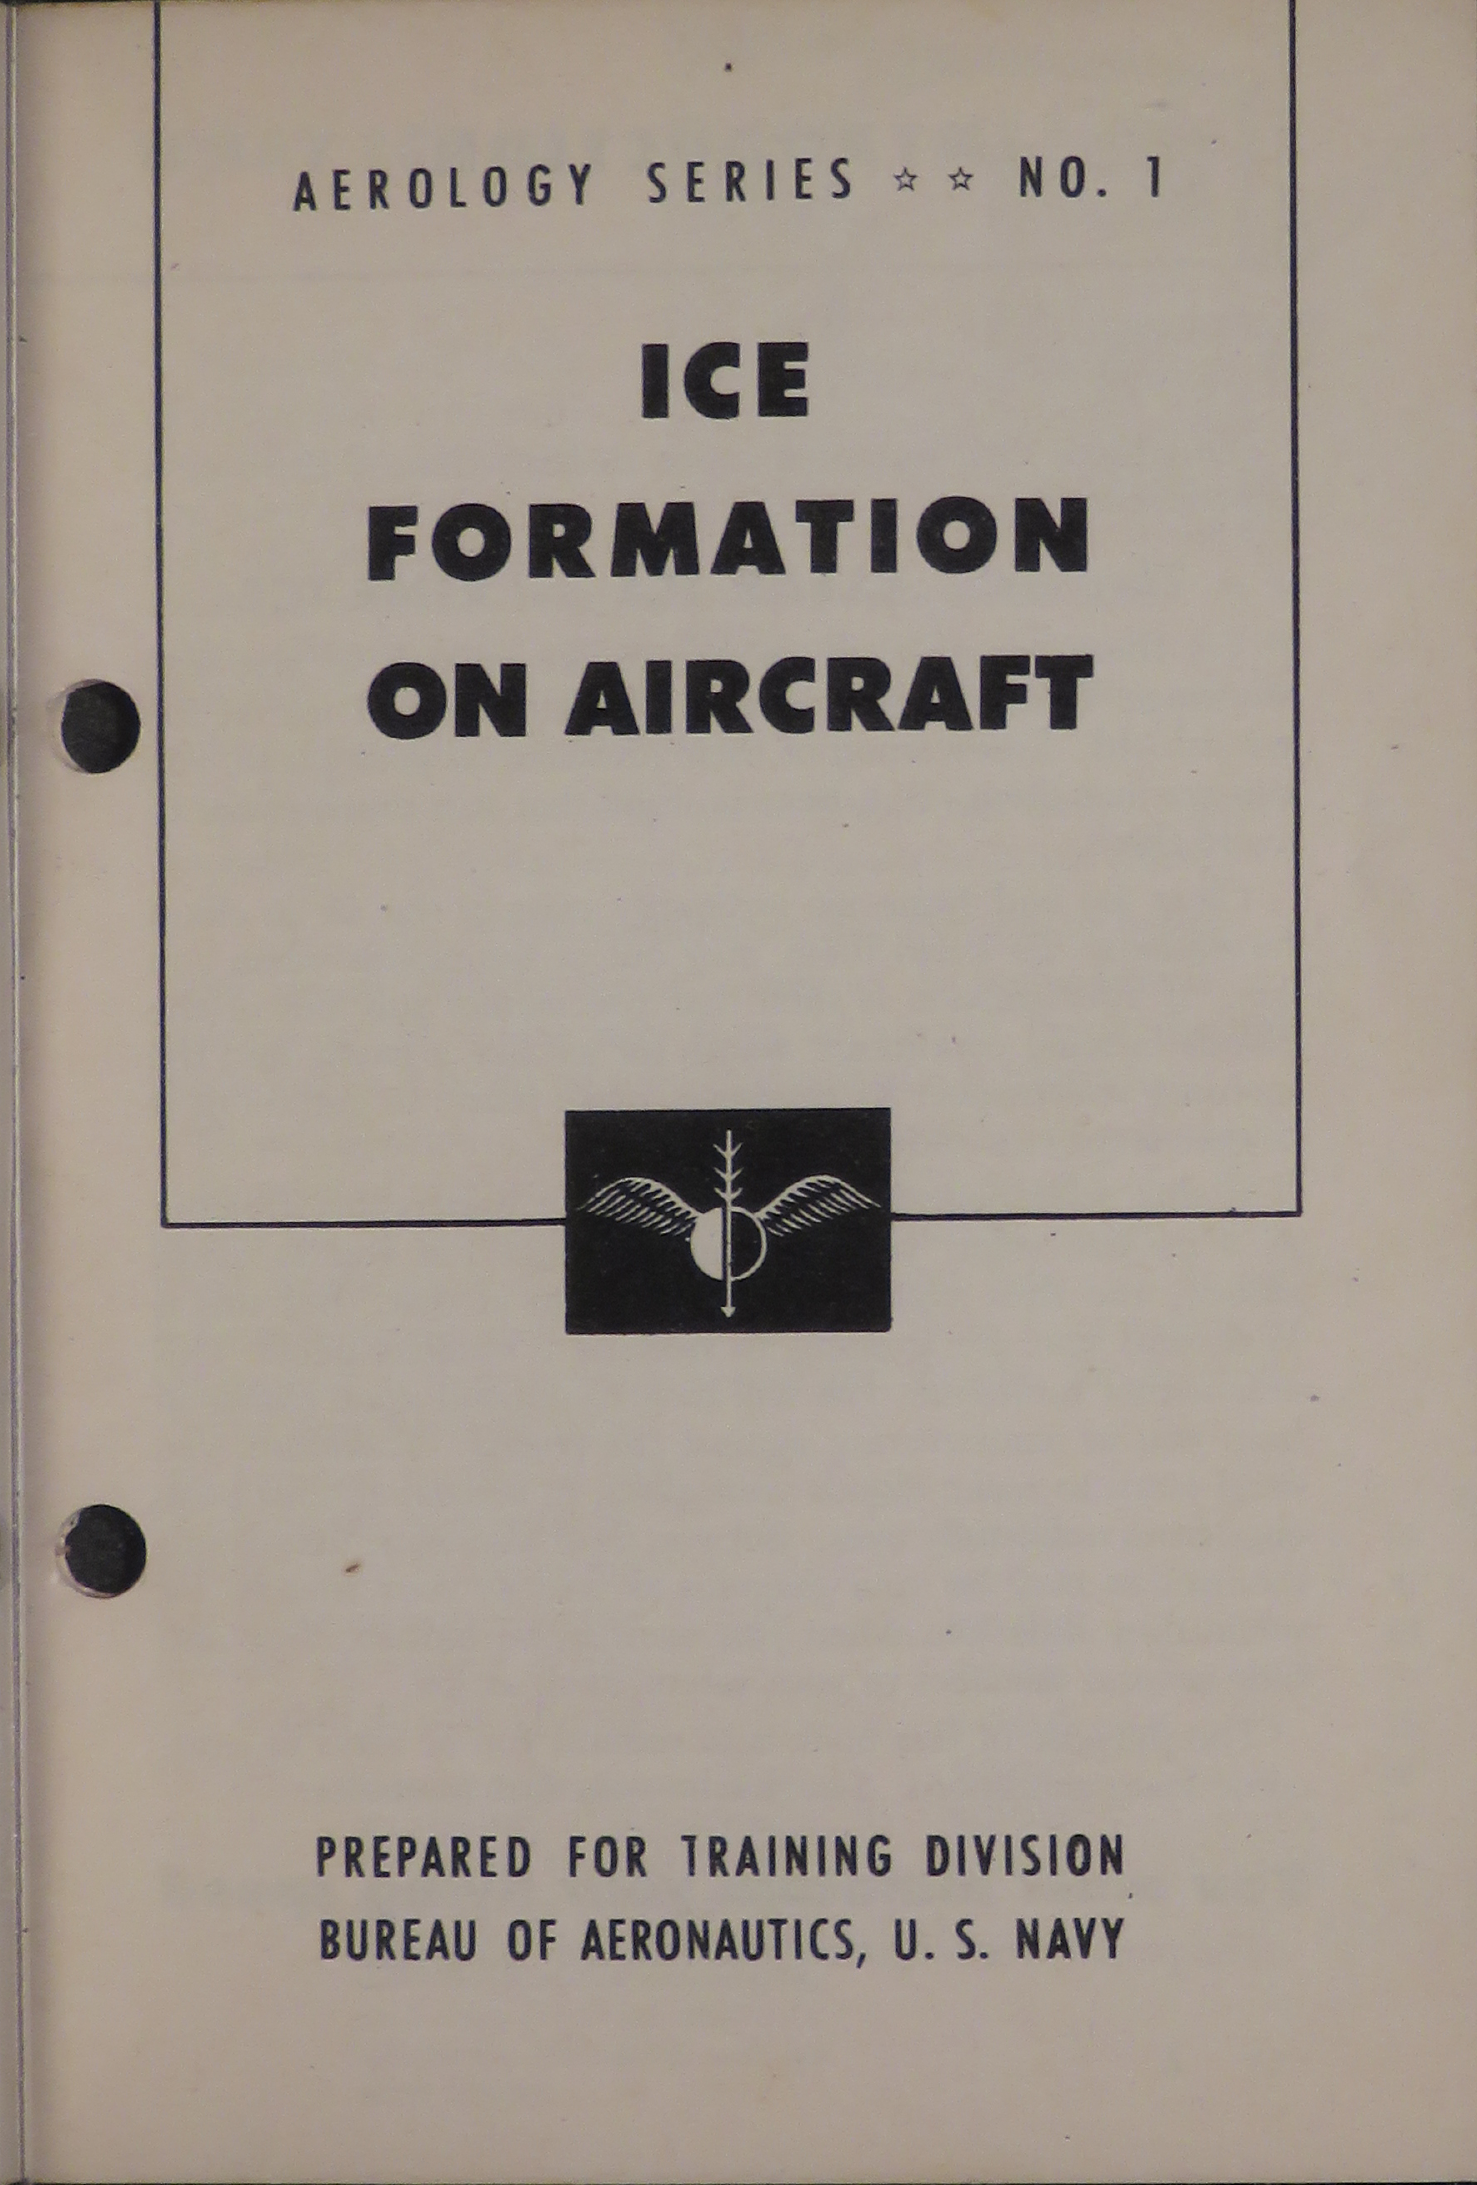 AEROLOGY SERIES ☆ ☆ NO. 1
ICE
FORMATION
ON AIRCRAFT
PREPARED FOR TRAINING DIVISION
BUREAU OF AERONAUTICS, U. S. NAVY